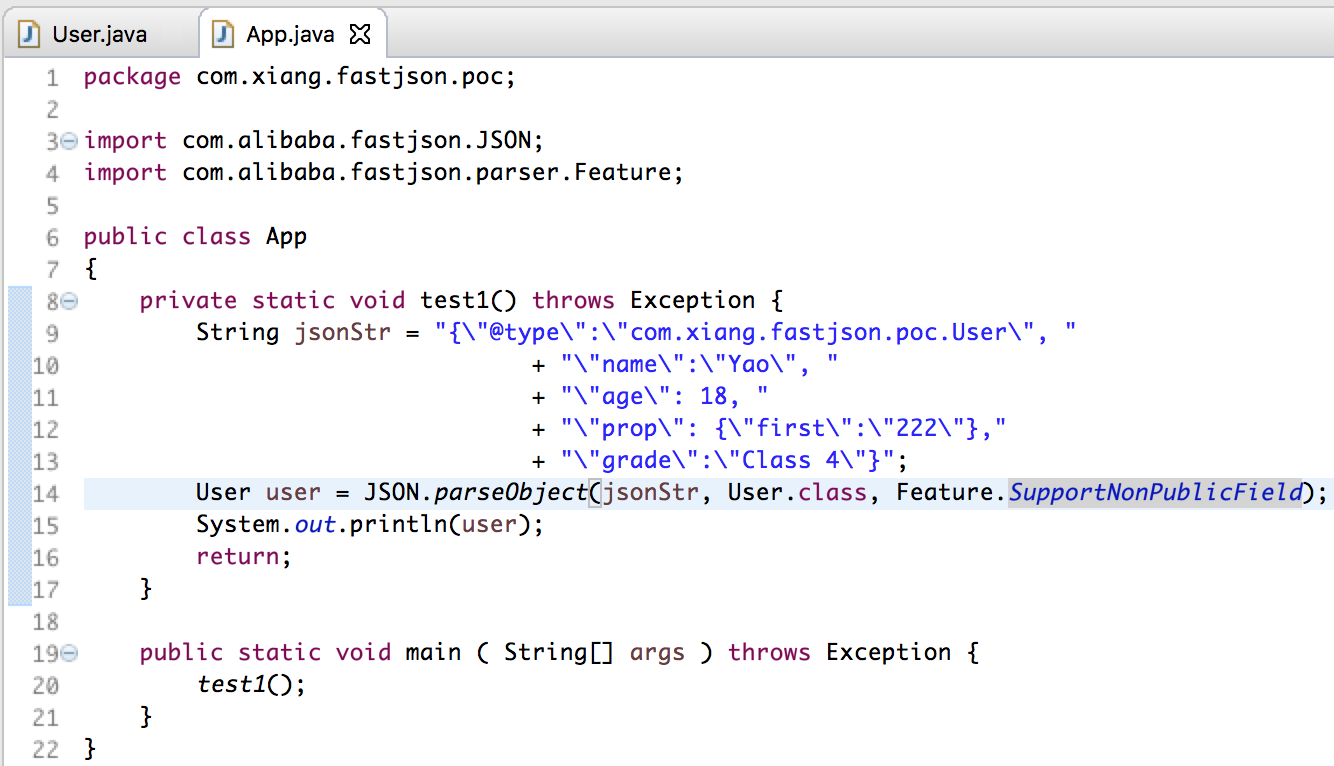 User.java App.java
1 package com.xiang.fastjson.poc;
2
3 import com.alibaba.fastjson.JSON;
4 import com.alibaba.fastjson.parser.Feature;
5
6 public class App
7 {
8     private static void test1() throws Exception {
9         String jsonStr = "{\"@type\":\"com.xiang.fastjson.poc.User\", "
10                                 + "\"name\":\"Yao\", "
11                                 + "\"age\": 18, "
12                                 + "\"prop\": {\"first\":\"222\"},"
13                                 + "\"grade\":\"Class 4\"}";
14         User user = JSON.parseObject(jsonStr, User.class, Feature.SupportNonPublicField);
15         System.out.println(user);
16         return;
17     }
18
19     public static void main ( String[] args ) throws Exception {
20         test1();
21     }
22 }